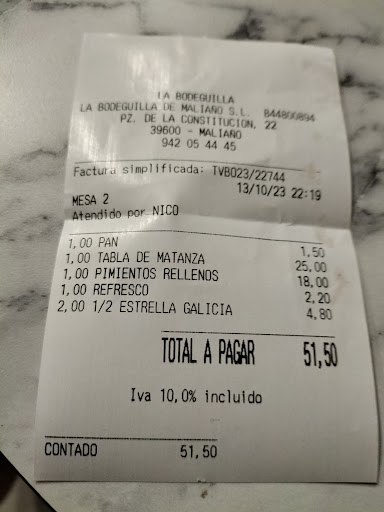 LA BODEGUILLA
LA BODEGUILLA DE MALIAÑO S.L. B44800894
PZ. DE LA CONSTITUCION, 22
39600 - MALIAÑO
942 05 44 45
Factura simplificada: TVB023/22744
13/10/23 22:19
MESA 2
Atendido por NICO
1,00 PAN 1,50
1,00 TABLA DE MATANZA 25,00
1,00 PIMIENTOS RELLENOS 18,00
1,00 REFRESCO 2,20
2,00 1/2 ESTRELLA GALICIA 4,80
TOTAL A PAGAR 51,50
Iva 10,0% incluido
CONTADO 51,50